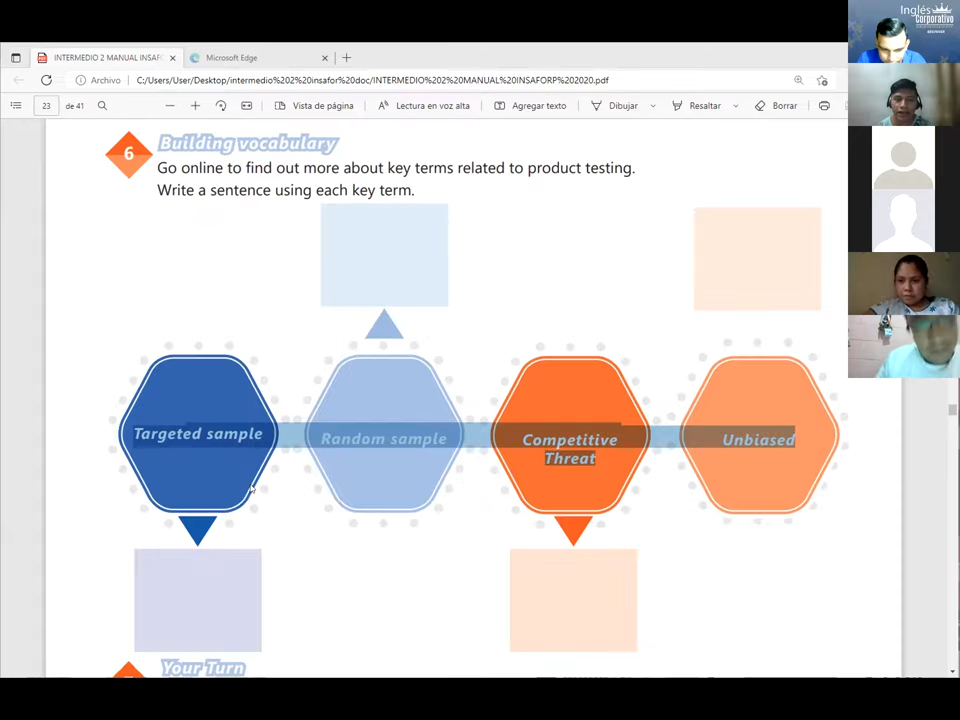 Inglés
Corporativo
INTERMEDIO 2 MANUAL INSAFO
Microsoft Edge
Archivo
C:/Users/User/Desktop/intermedio%202%20insafor%20doc/INTERMEDIO%202%20MANUAL%20INSAFORP%202020.pdf
23
de 41
Vista de página
Lectura en voz alta
Agregar texto
Dibujar
Resaltar
Borrar
6
Building vocabulary
Go online to find out more about key terms related to product testing.
Write a sentence using each key term.
Targeted sample
Random sample
Competitive
Threat
Unbiased
Your Turn